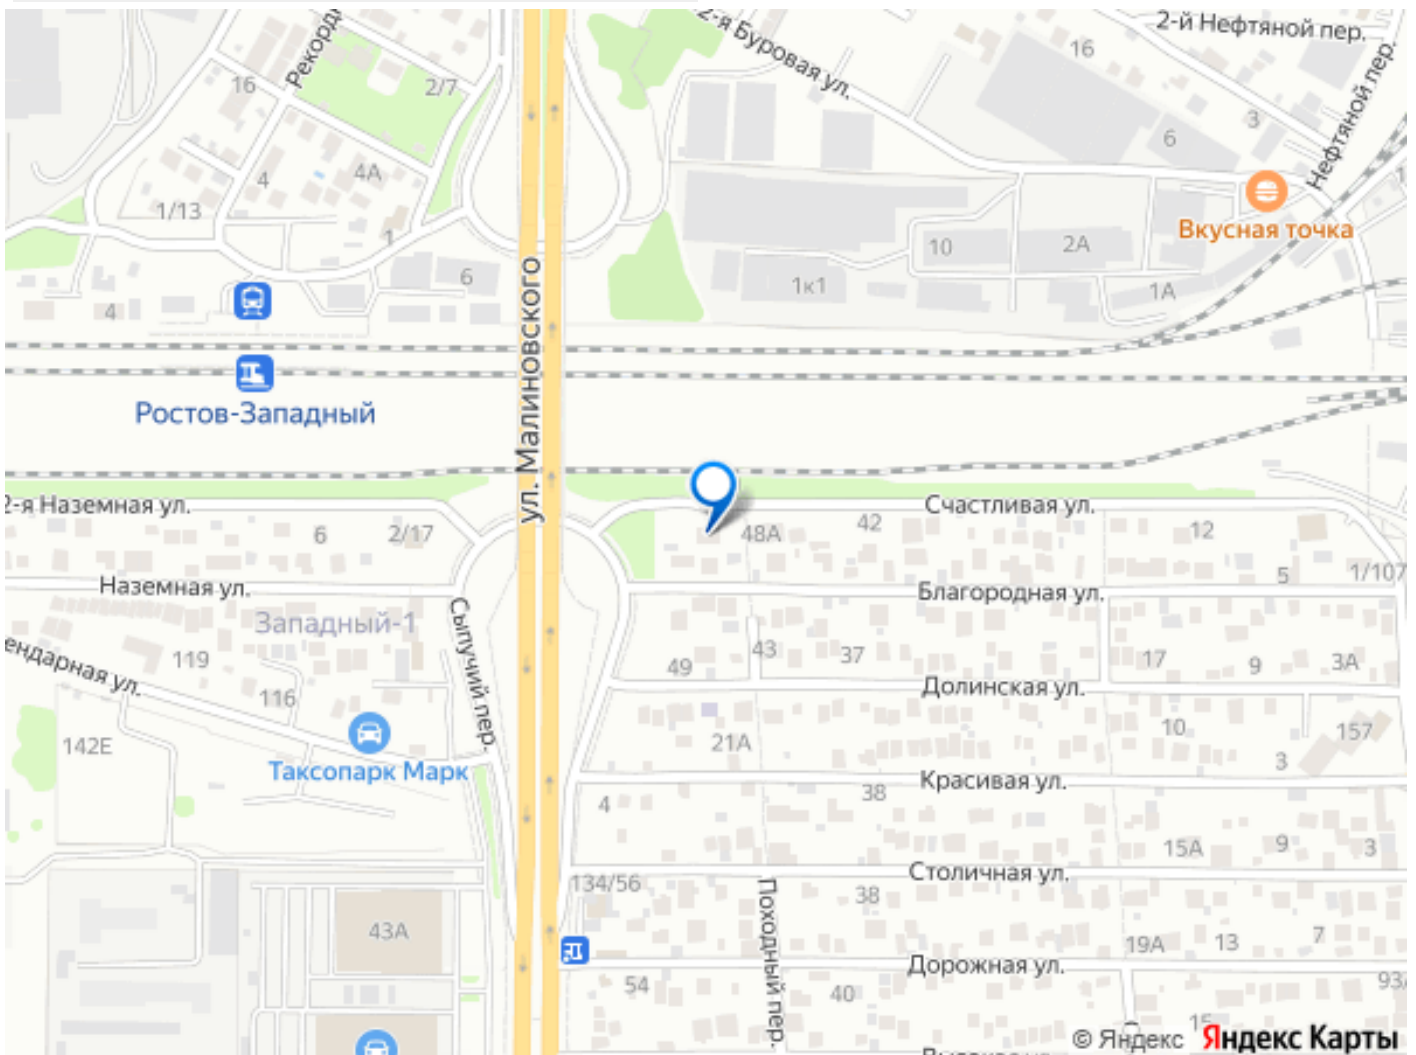 2-я Буровая ул.
2-й Нефтяной пер.
16
Рекорд
16
2/7
3
6
Нефтяной пер.
4
4А
1/13
1
Вкусная точка
10
2А
6
1к1
1А
4
ул. Малиновского
Ростов-Западный
2-я Наземная ул.
Счастливая ул.
6
2/17
48А
42
12
Наземная ул.
Благородная ул.
5
1/107
Западный-1
Сыпучий пер.
ендарная ул.
119
116
49
43
37
17
9
3А
Долинская ул.
142Е
21А
10
157
Таксопарк Марк
Красивая ул.
3
4
38
15А
9
3
Столичная ул.
134/56
38
Походный пер.
43А
19А
13
7
Дорожная ул.
54
40
93/
15
© Яндекс Яндекс Карты